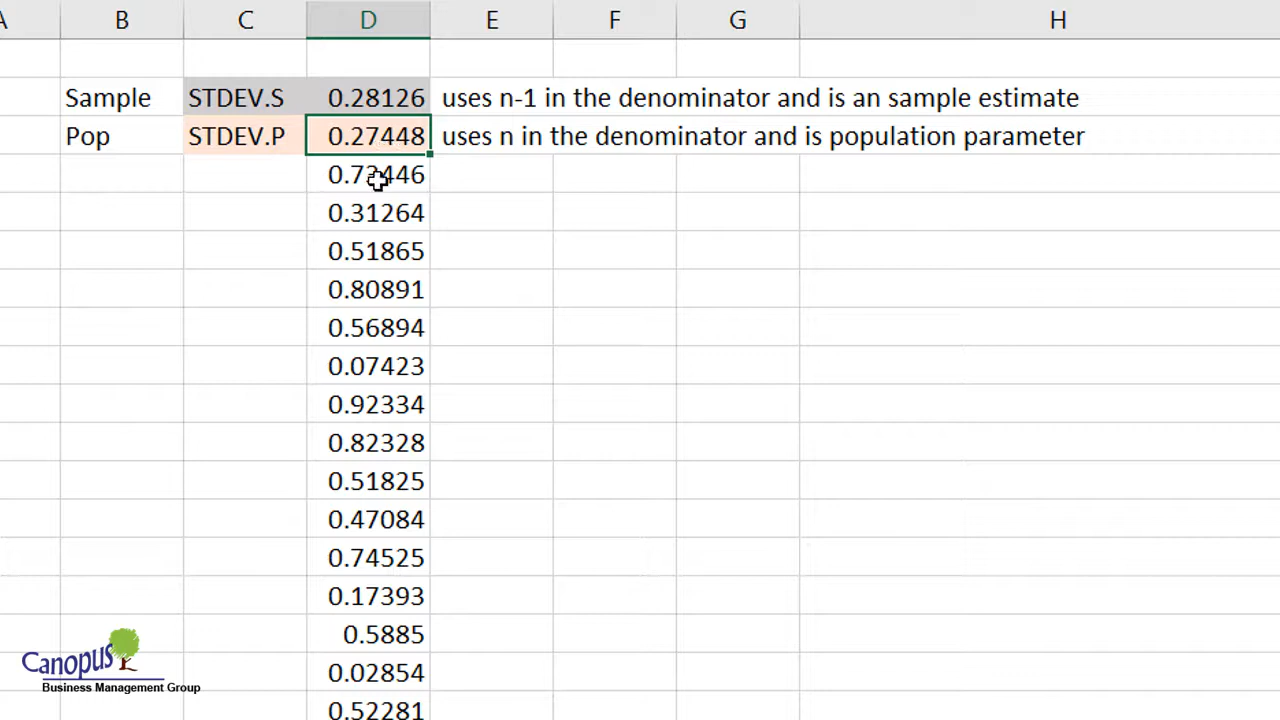 A B C D E F G H
Sample STDEV.S 0.28126 uses n-1 in the denominator and is an sample estimate
Pop STDEV.P 0.27448 uses n in the denominator and is population parameter
0.31264
0.51865
0.80891
0.56894
0.07423
0.92334
0.82328
0.51825
0.47084
0.74525
0.17393
0.5885
0.02854
0.52281
Canopus
Business Management Group